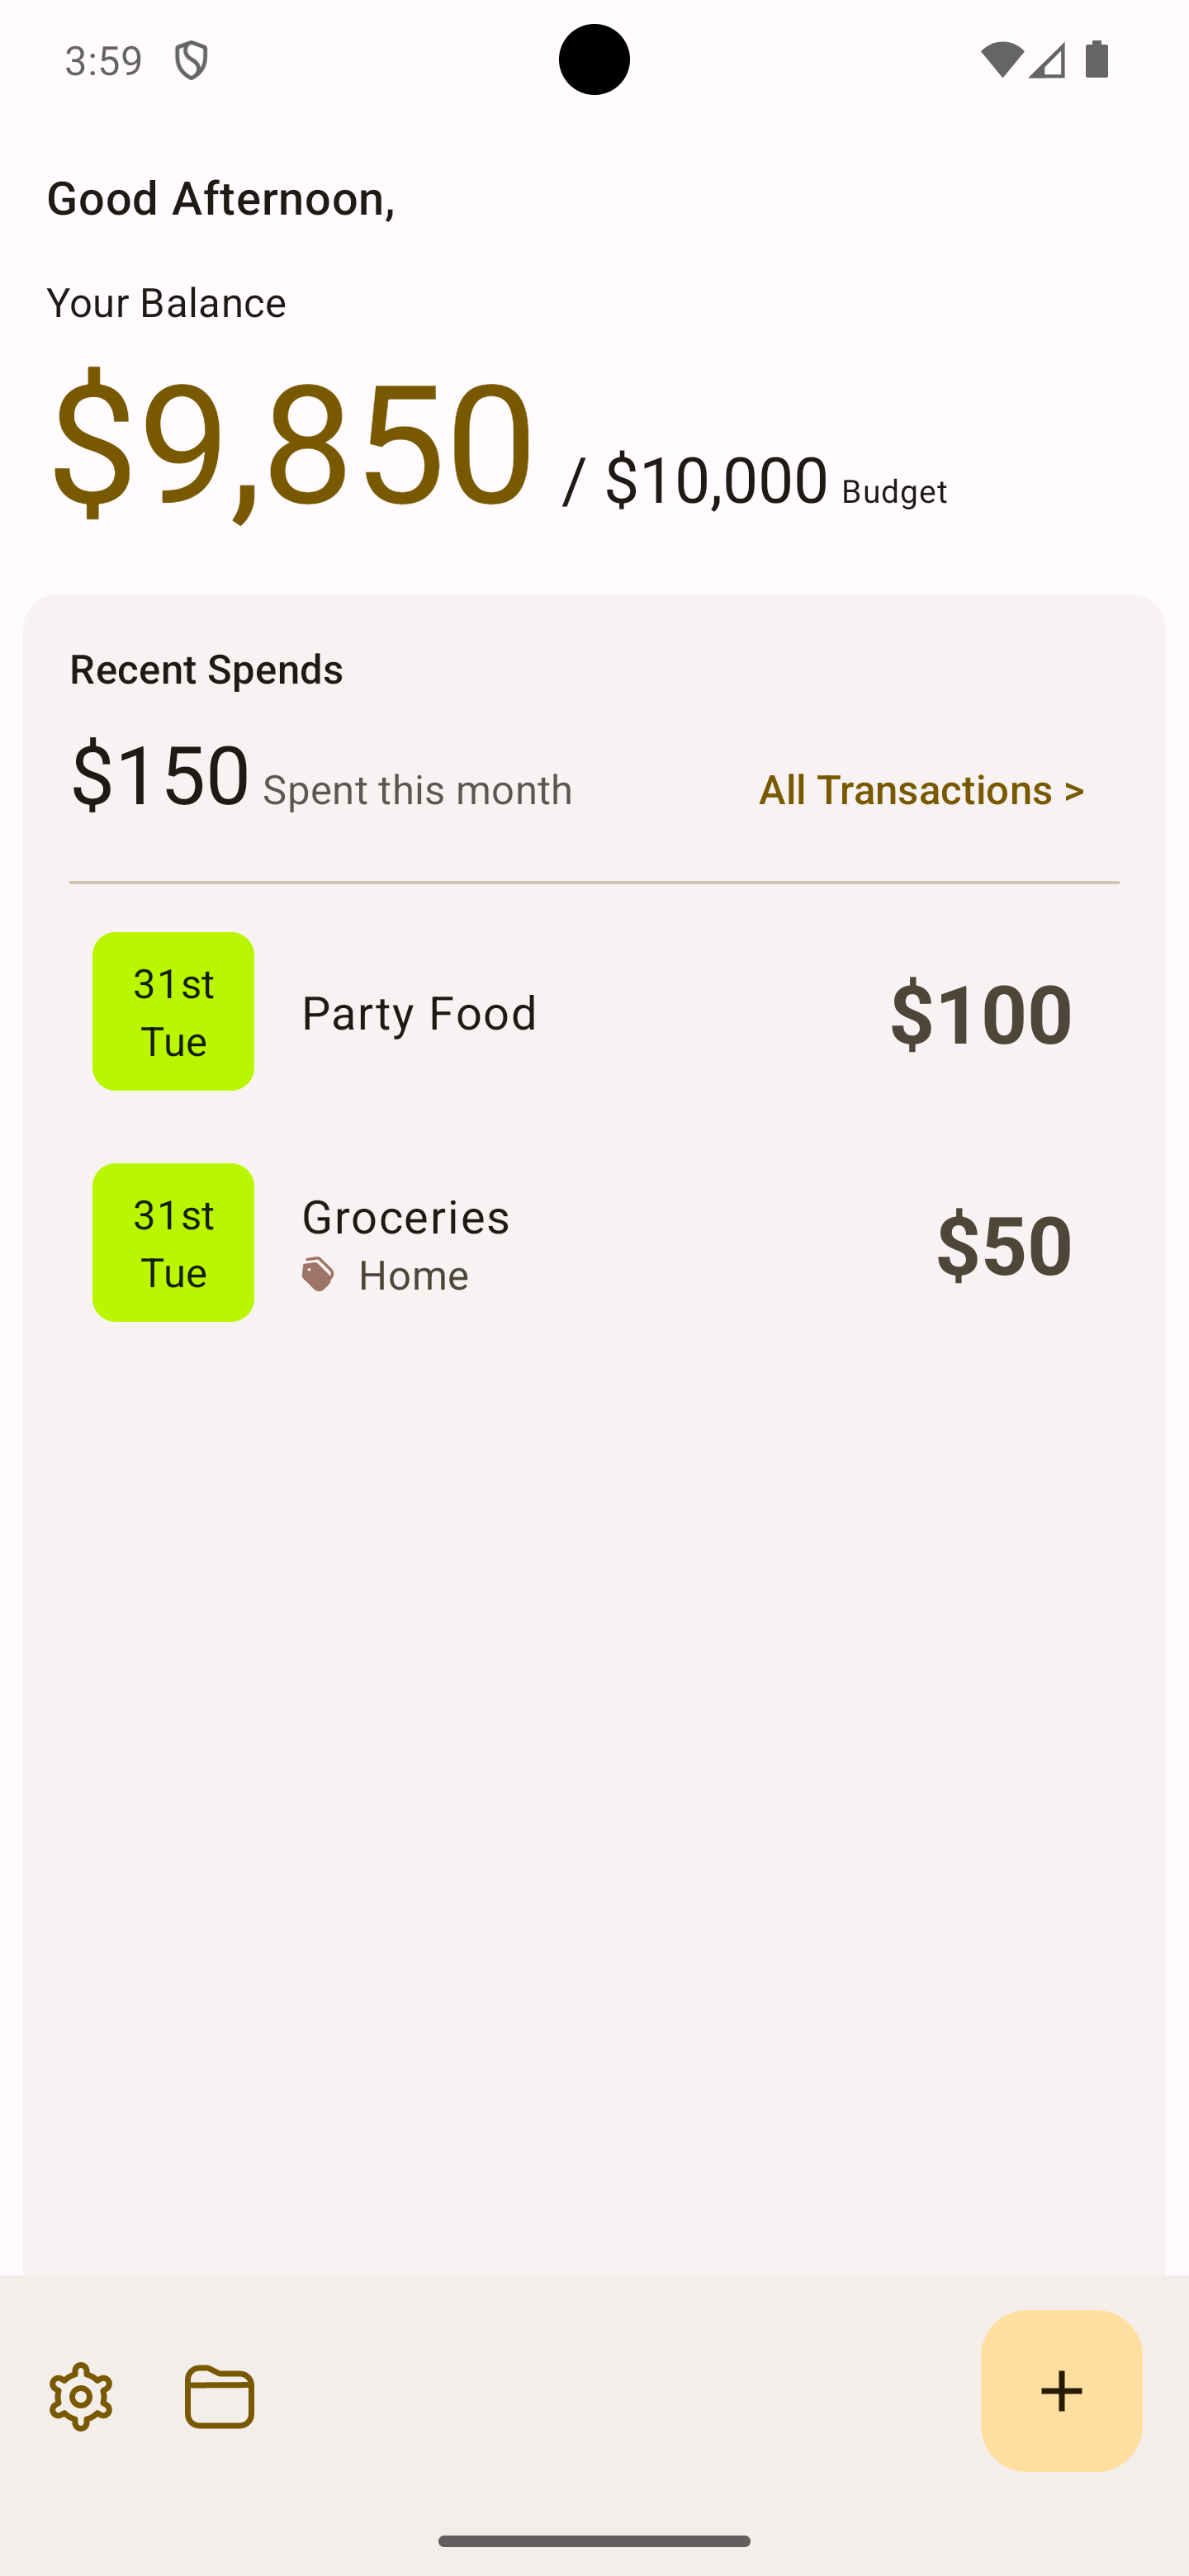 3:59
Good Afternoon,
Your Balance
$9,850 / $10,000 Budget
Recent Spends
$150 Spent this month All Transactions >
31st
Tue
Party Food
$100
31st
Tue
Groceries
Home
$50